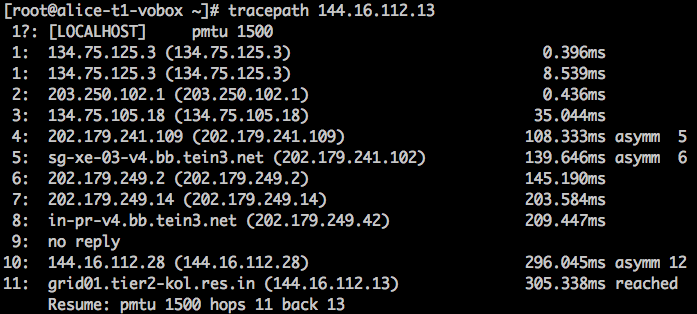 [root@alice-t1-vobox ~]# tracepath 144.16.112.13
1?: [LOCALHOST] pmtu 1500
1: 134.75.125.3 (134.75.125.3) 0.396ms
1: 134.75.125.3 (134.75.125.3) 8.539ms
2: 203.250.102.1 (203.250.102.1) 0.436ms
3: 134.75.105.18 (134.75.105.18) 35.044ms
4: 202.179.241.109 (202.179.241.109) 108.333ms asymm 5
5: sg-xe-03-v4.bb.tein3.net (202.179.241.102) 139.646ms asymm 6
6: 202.179.249.2 (202.179.249.2) 145.190ms
7: 202.179.249.14 (202.179.249.14) 203.584ms
8: in-pr-v4.bb.tein3.net (202.179.249.42) 209.447ms
9: no reply
10: 144.16.112.28 (144.16.112.28) 296.045ms asymm 12
11: grid01.tier2-kol.res.in (144.16.112.13) 305.338ms reached
Resume: pmtu 1500 hops 11 back 13